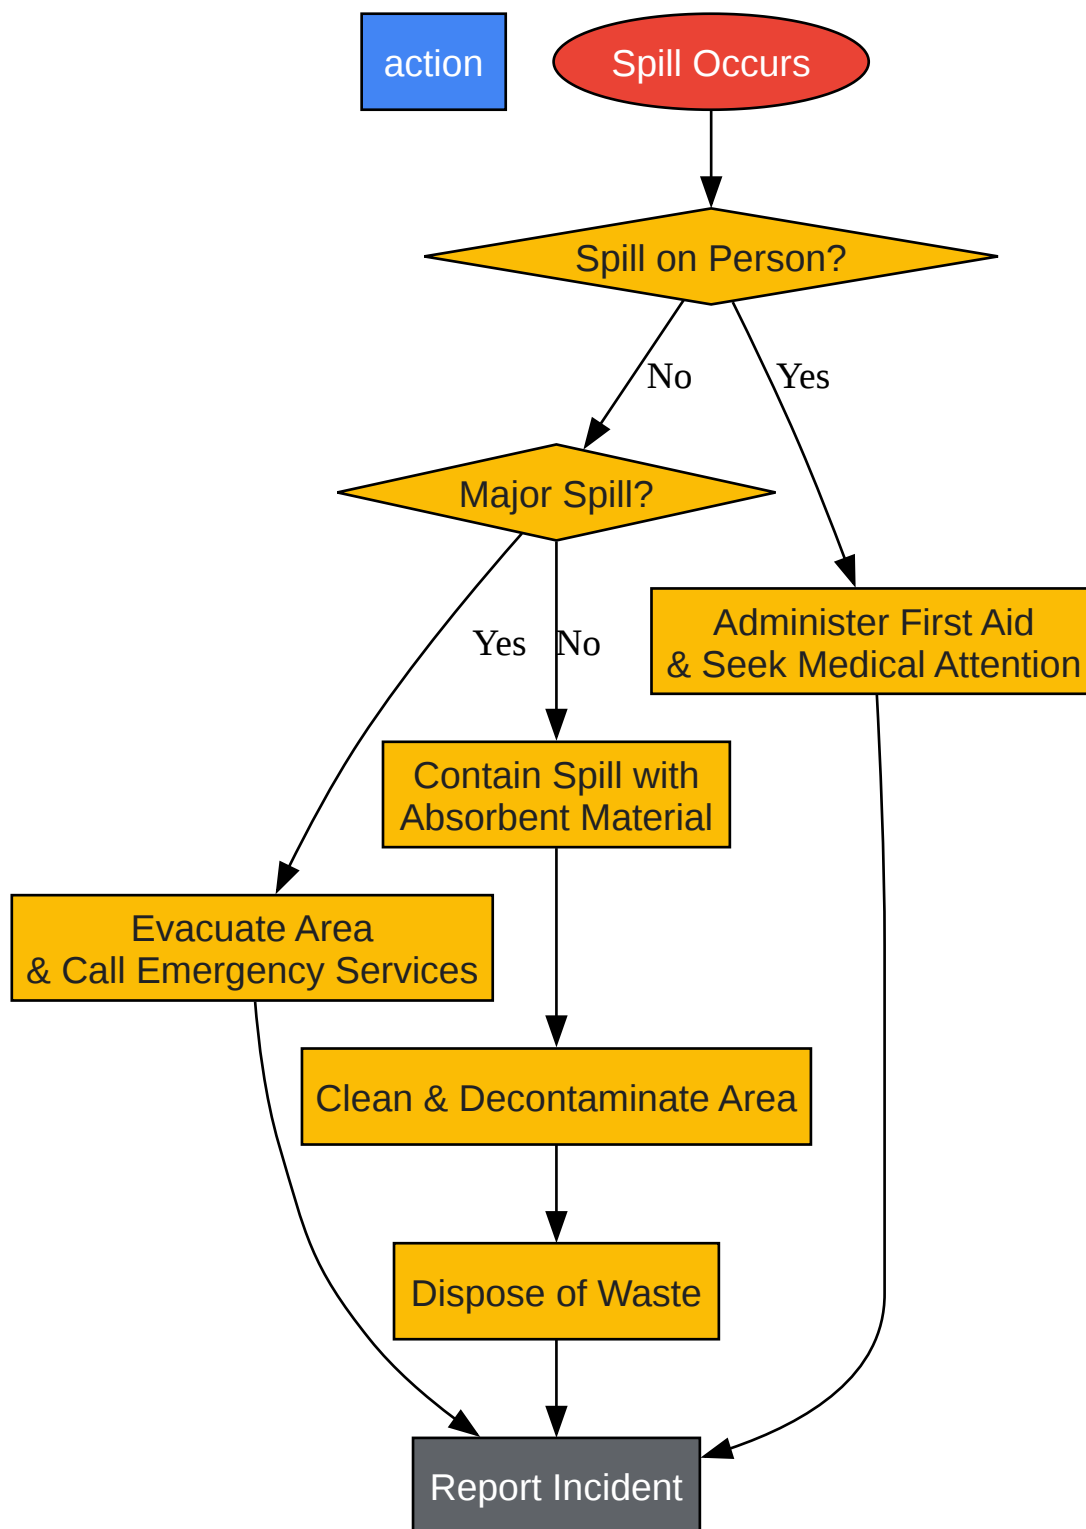 action
Spill Occurs
Spill on Person?
No
Yes
Major Spill?
Yes
No
Administer First Aid
& Seek Medical Attention
Contain Spill with
Absorbent Material
Evacuate Area
& Call Emergency Services
Clean & Decontaminate Area
Dispose of Waste
Report Incident